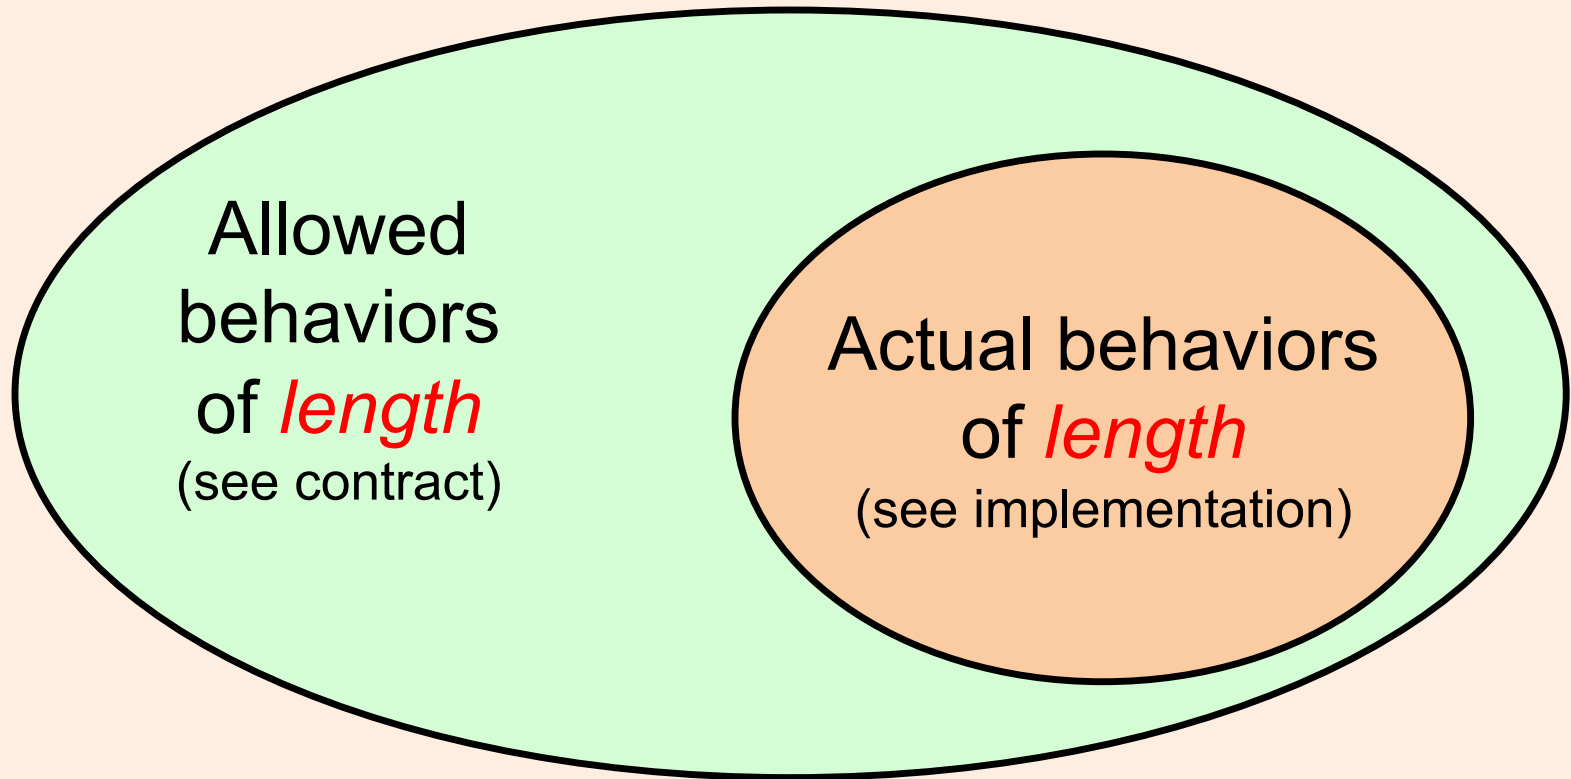 Allowed
behaviors
of length
(see contract)
Actual behaviors
of length
(see implementation)